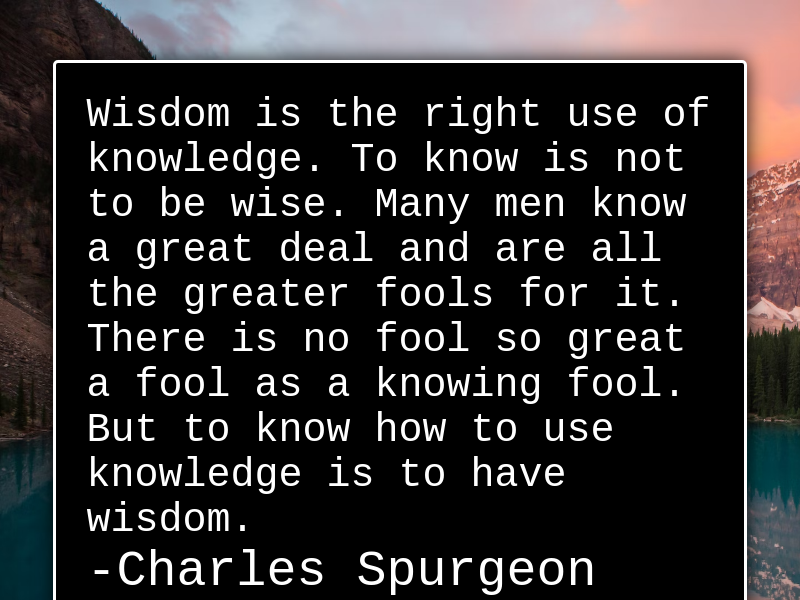 Wisdom is the right use of
knowledge. To know is not
to be wise. Many men know
a great deal and are all
the greater fools for it.
There is no fool so great
a fool as a knowing fool.
But to know how to use
knowledge is to have
wisdom.
-Charles Spurgeon